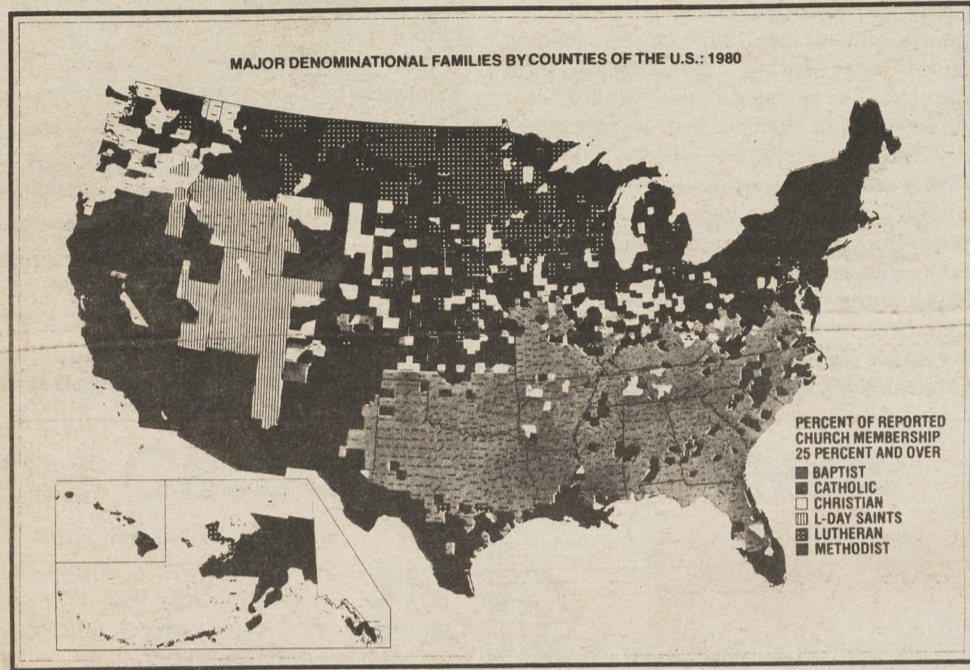 MAJOR DENOMINATIONAL FAMILIES BY COUNTIES OF THE U.S.: 1980
PERCENT OF REPORTED
CHURCH MEMBERSHIP
25 PERCENT AND OVER
BAPTIST
CATHOLIC
CHRISTIAN
L-DAY SAINTS
LUTHERAN
METHODIST